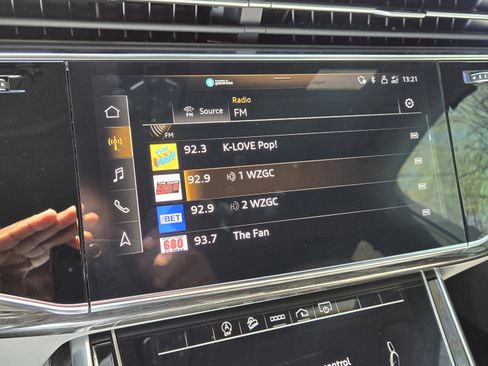 13:21
Source
Radio
FM
FM
92.3 K-LOVE Pop!
92.9 1 WZGC
92.9 2 WZGC
BET
93.7 The Fan
680
control